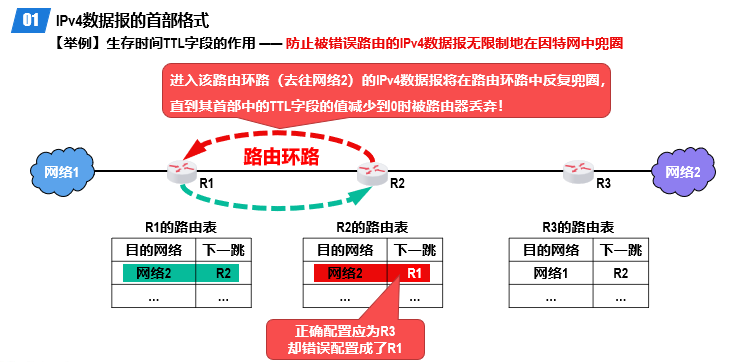 01 IPv4数据报的首部格式
【举例】生存时间TTL字段的作用 —— 防止被错误路由的IPv4数据报无限制地在因特网中兜圈
进入该路由环路（去往网络2）的IPv4数据报将在路由环路中反复兜圈，
直到其首部中的TTL字段的值减少到0时被路由器丢弃！
路由环路
网络1
R1
R2
R3
网络2
R1的路由表
目的网络 下一跳
网络2 R2
... ...
R2的路由表
目的网络 下一跳
网络2 R1
... ...
R3的路由表
目的网络 下一跳
网络1 R2
... ...
正确配置应为R3
却错误配置成了R1